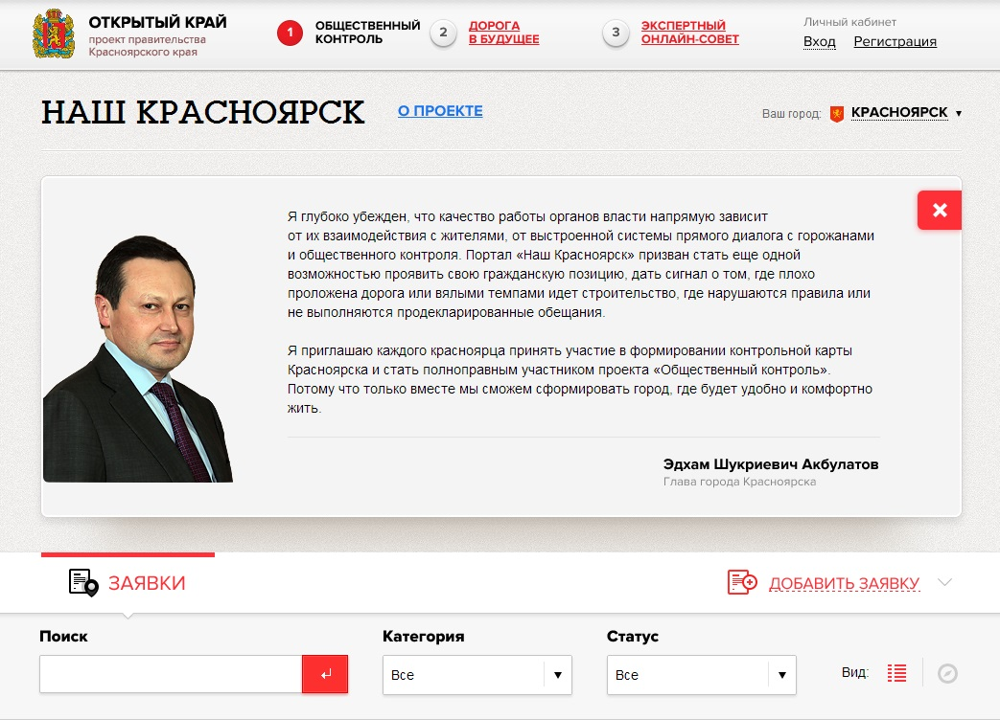 ОТКРЫТЫЙ КРАЙ
проект правительства
Красноярского края
1
ОБЩЕСТВЕННЫЙ
КОНТРОЛЬ
2
ДОРОГА
В БУДУЩЕЕ
3
ЭКСПЕРТНЫЙ
ОНЛАЙН-СОВЕТ
Личный кабинет
Вход Регистрация
НАШ КРАСНОЯРСК
О ПРОЕКТЕ
Ваш город: КРАСНОЯРСК
Я глубоко убежден, что качество работы органов власти напрямую зависит
от их взаимодействия с жителями, от выстроенной системы прямого диалога с горожанами
и общественного контроля. Портал «Наш Красноярск» призван стать еще одной
возможностью проявить свою гражданскую позицию, дать сигнал о том, где плохо
проложена дорога или вялыми темпами идет строительство, где нарушаются правила или
не выполняются продекларированные обещания.
Я приглашаю каждого красноярца принять участие в формировании контрольной карты
Красноярска и стать полноправным участником проекта «Общественный контроль».
Потому что только вместе мы сможем сформировать город, где будет удобно и комфортно
жить.
Эдхам Шукриевич Акбулатов
Глава города Красноярска
ЗАЯВКИ
ДОБАВИТЬ ЗАЯВКУ
Поиск
Категория
Все
Статус
Все
Вид: